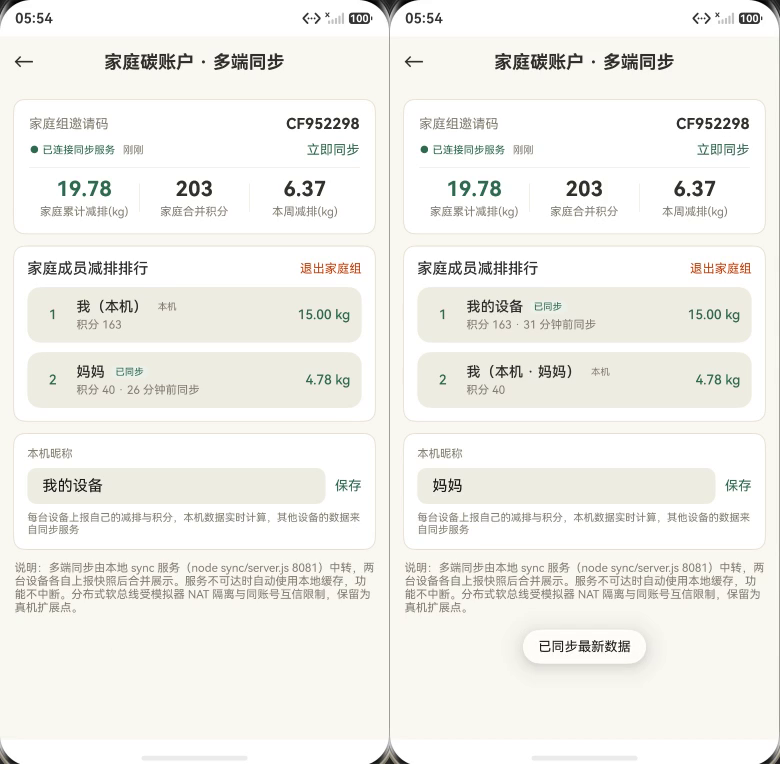 05:54
100
家庭碳账户 · 多端同步
家庭组邀请码
CF952298
已连接同步服务 刚刚
立即同步
19.78
203
6.37
家庭累计减排(kg)
家庭合并积分
本周减排(kg)
家庭成员减排排行
退出家庭组
1
我（本机） 本机
积分 163
15.00 kg
2
妈妈 已同步
积分 40 · 26 分钟前同步
4.78 kg
本机昵称
我的设备
保存
每台设备上报自己的减排与积分，本机数据实时计算，其他设备的数据来
自同步服务
说明：多端同步由本地 sync 服务（node sync/server.js 8081）中转，两
台设备各自上报快照后合并展示。服务不可达时自动使用本地缓存，功
能不中断。分布式软总线受模拟器 NAT 隔离与同账号互信限制，保留为
真机扩展点。
05:54
100
家庭碳账户 · 多端同步
家庭组邀请码
CF952298
已连接同步服务 刚刚
立即同步
19.78
203
6.37
家庭累计减排(kg)
家庭合并积分
本周减排(kg)
家庭成员减排排行
退出家庭组
1
我的设备 已同步
积分 163 · 31 分钟前同步
15.00 kg
2
我（本机 · 妈妈） 本机
积分 40
4.78 kg
本机昵称
妈妈
保存
每台设备上报自己的减排与积分，本机数据实时计算，其他设备的数据来
自同步服务
说明：多端同步由本地 sync 服务（node sync/server.js 8081）中转，两
台设备各自上报快照后合并展示。服务不可达时自动使用本地缓存，功
能不中断。分布式软总线受模拟器 NAT 隔离与同账号互信限制，保留为
真机扩展点。
已同步最新数据